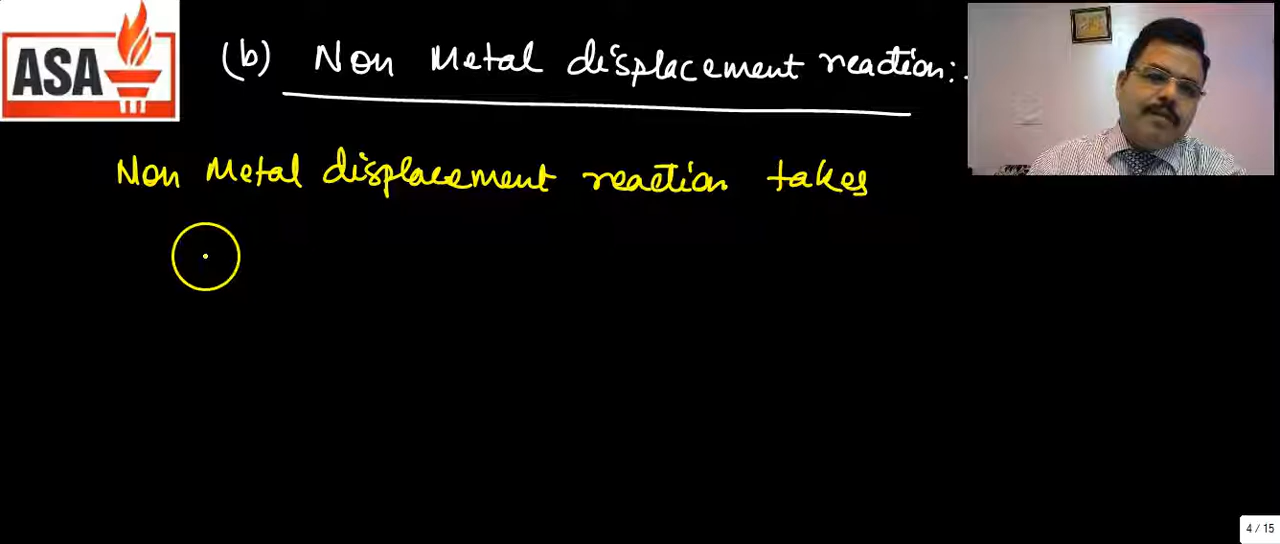 ASA
(b) Non Metal displacement reaction:-
Non Metal displacement reaction takes
4 / 15